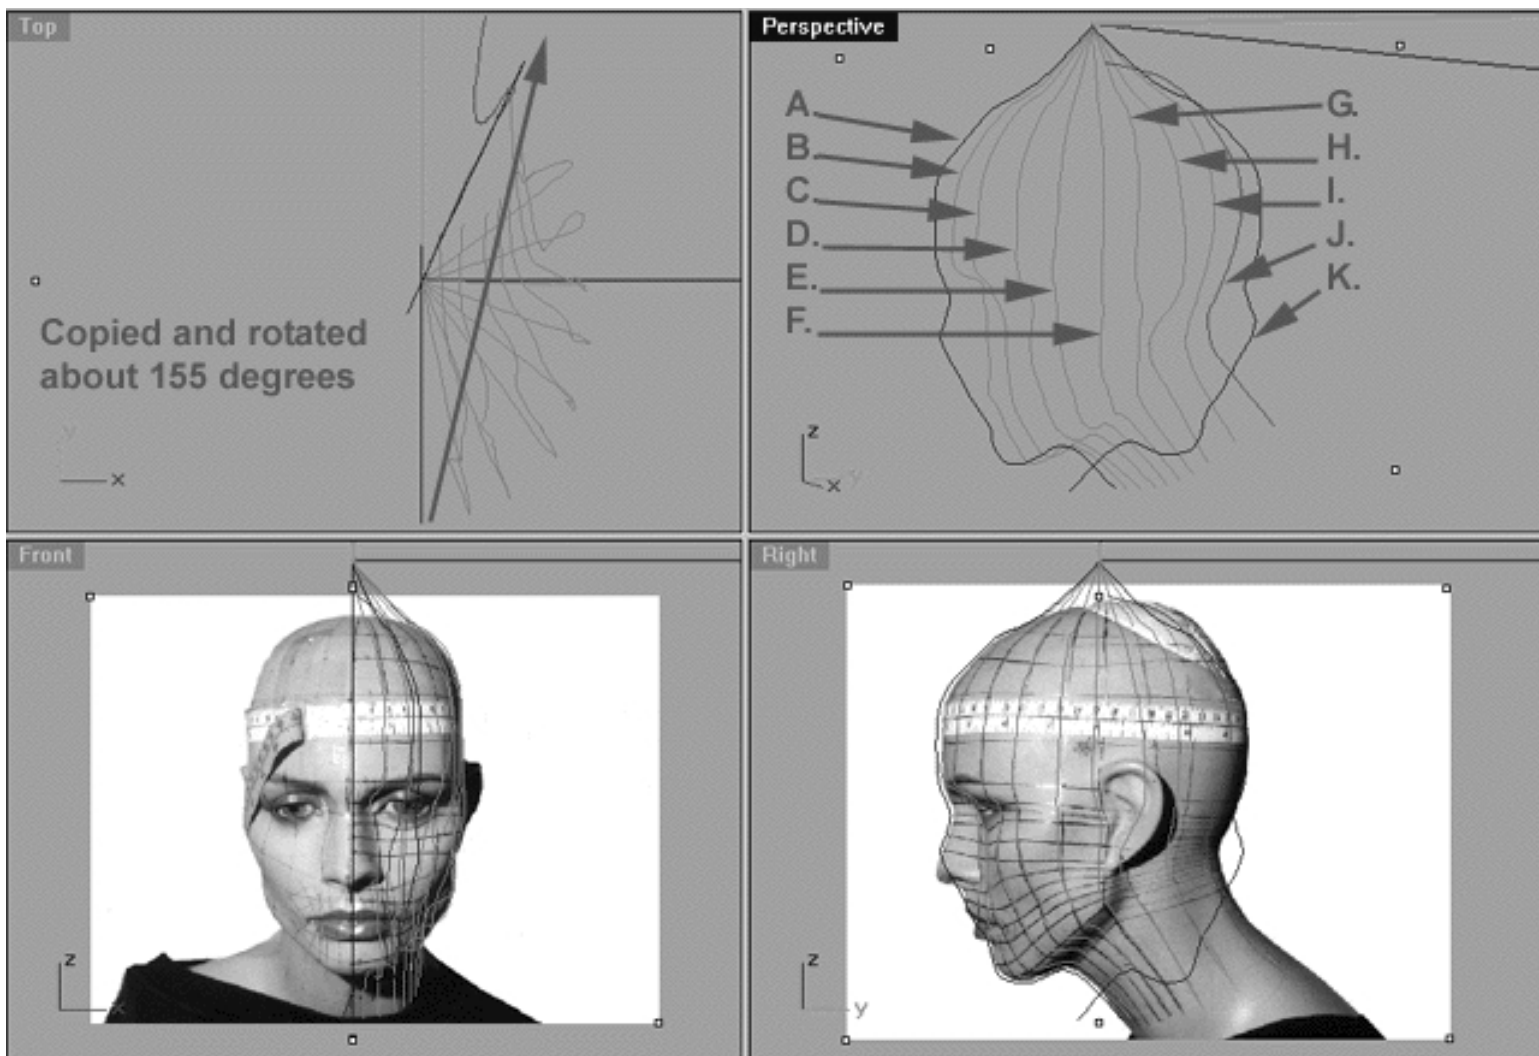 Top
Copied and rotated
about 155 degrees
y
x
Perspective
A.
B.
C.
D.
E.
F.
G.
H.
I.
J.
K.
z
x
y
Front
z
x
Right
z
y